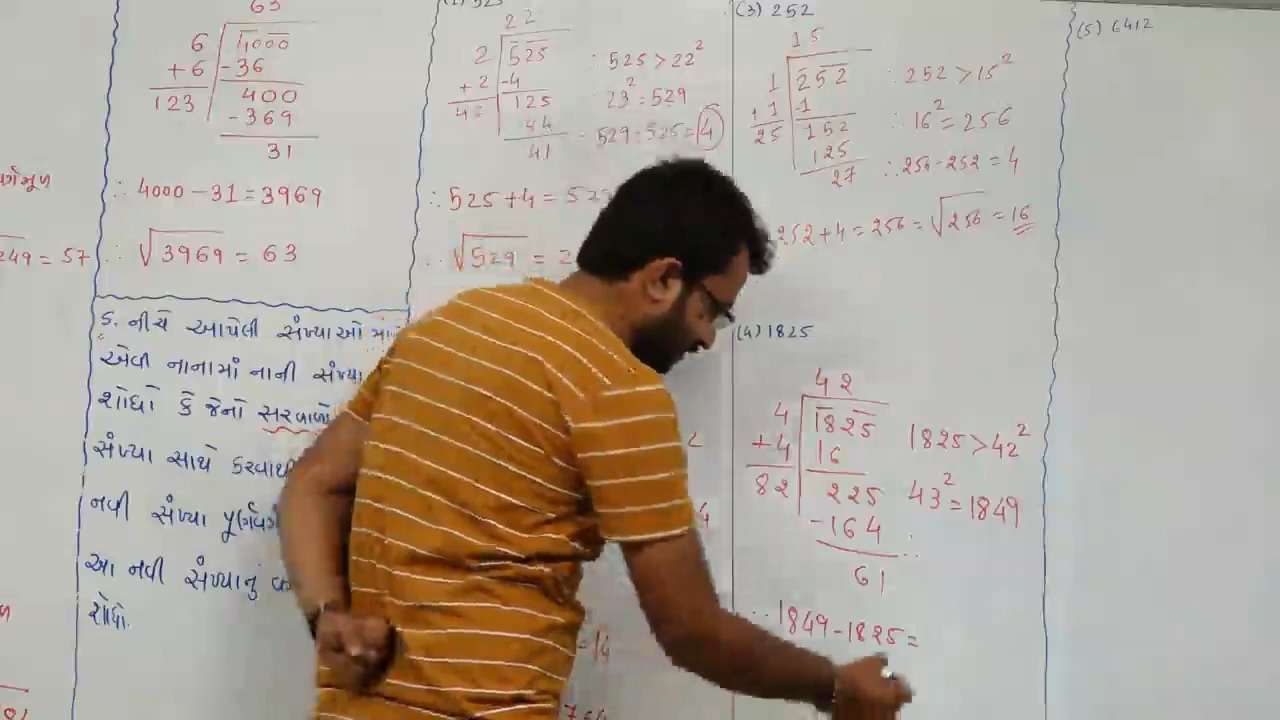 63
6 4000
+6 -36
123 400
-369
31
∴ 4000 - 31 = 3969
∴ √3969 = 63
249 = 57
5. નીચે આપેલી સંખ્યાઓમાં
એવી નાનામાં નાની સંખ્યા
શોધો કે જેનો સરવાળો
સંખ્યા સાથે કરવાથી
નવી સંખ્યા પૂર્ણવર્ગ
આ નવી સંખ્યાનું
શોધો.
22
2 525 ∴ 525 > 22²
+2 -4 ∴ 23² = 529
125
44 - 529-525 = 4
41
∴ 525 + 4 =
∴ √529 =
(3) 252
15
1 252 ∴ 252 > 15²
+1 -1 ∴ 16² = 256
25 152
125 ∴ 256-252 = 4
27
252 + 4 = 256 = √256 = 16
(4) 1825
42
4 1825 1825 > 42²
+4 16
82 225 43² = 1849
-164
61
∴ 1849 - 1825 =
(5) 6412